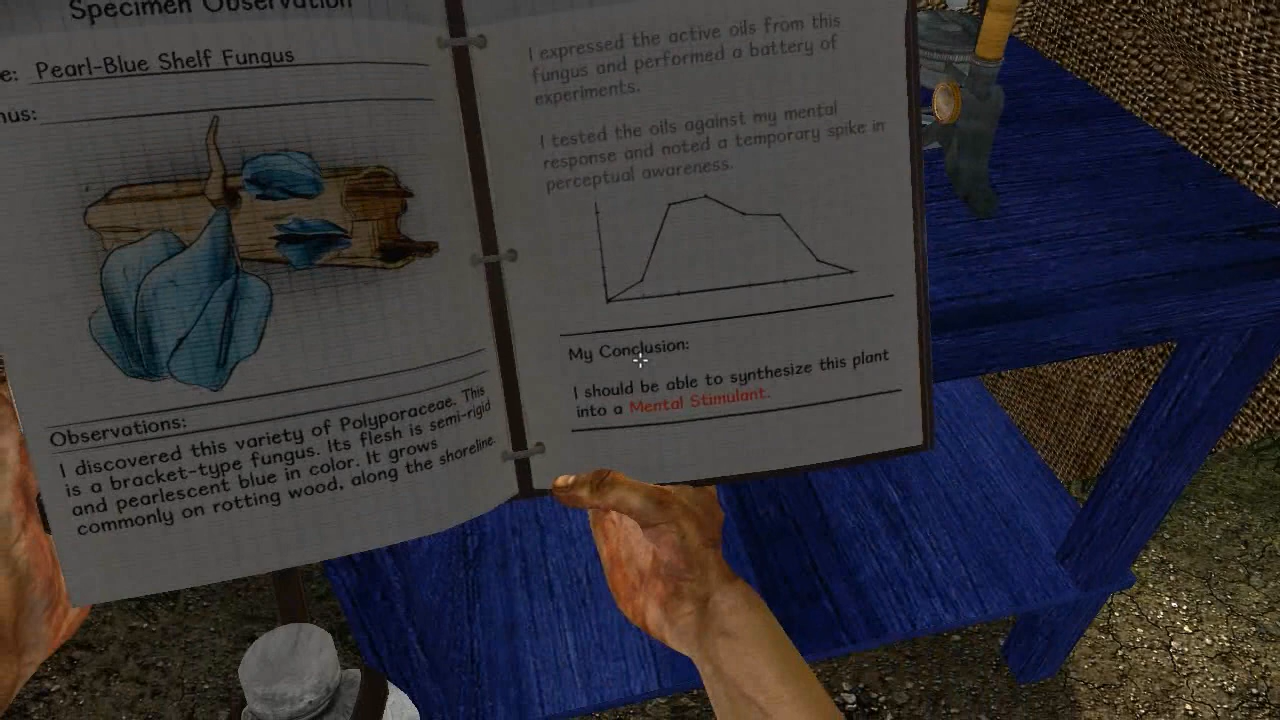 Specimen Observation
e: Pearl-Blue Shelf Fungus
nus:
Observations:
I discovered this variety of Polyporaceae. This
is a bracket-type fungus. Its flesh is semi-rigid
and pearlescent blue in color. It grows
commonly on rotting wood, along the shoreline.
I expressed the active oils from this
fungus and performed a battery of
experiments.
I tested the oils against my mental
response and noted a temporary spike in
perceptual awareness.
My Conclusion:
I should be able to synthesize this plant
into a Mental Stimulant.